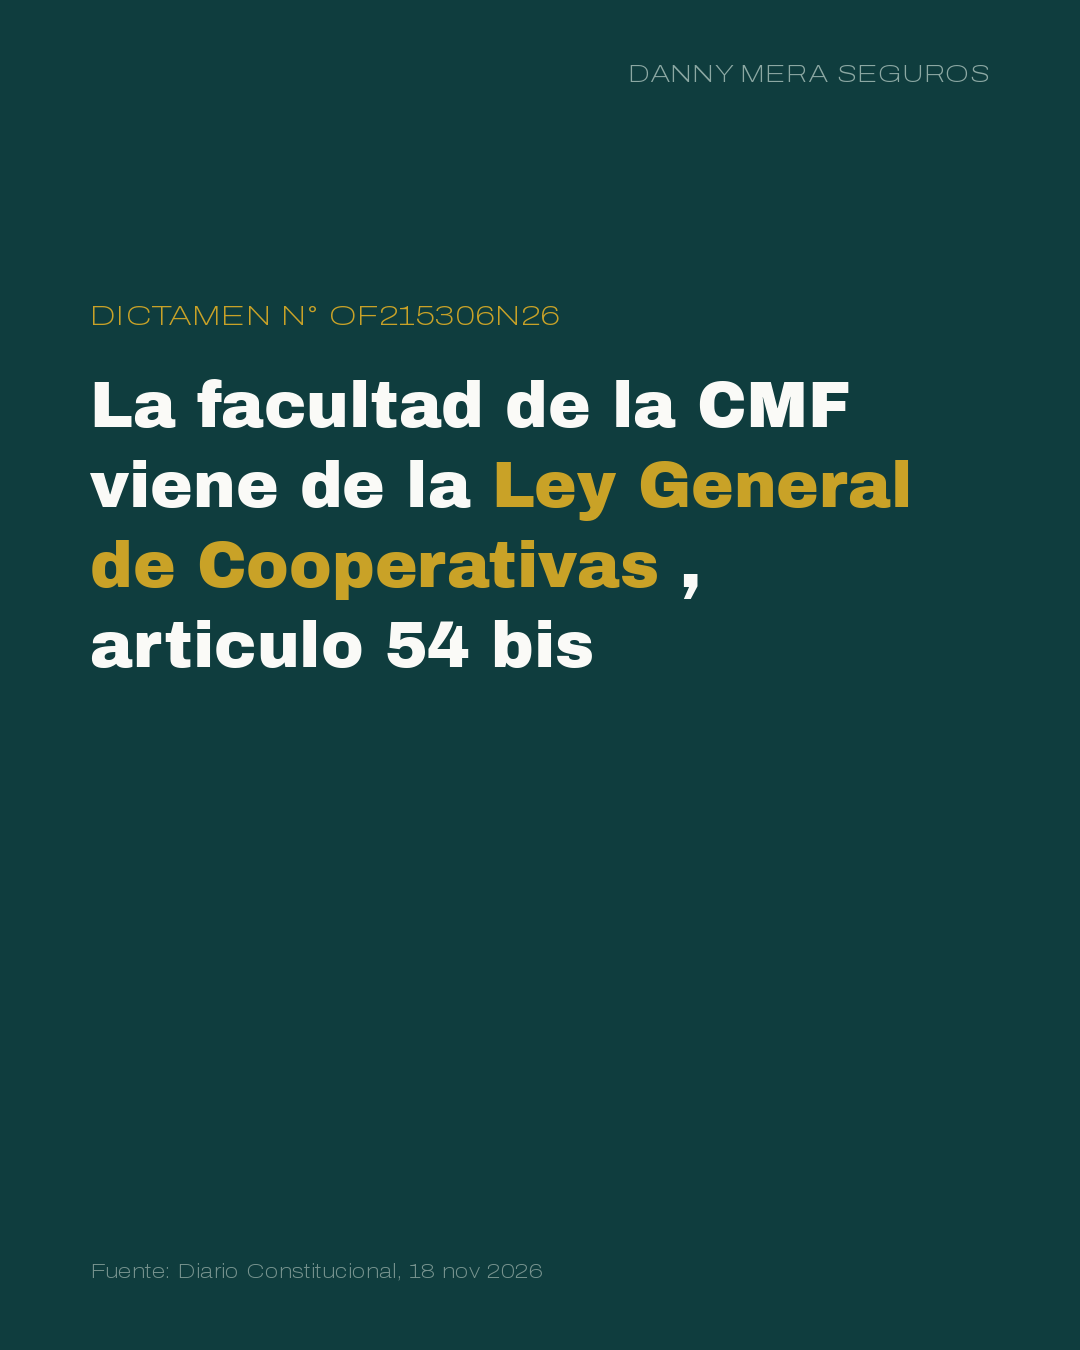 DANNY MERA SEGUROS
DICTAMEN N° OF215306N26
La facultad de la CMF
viene de la Ley General
de Cooperativas ,
articulo 54 bis
Fuente: Diario Constitucional, 18 nov 2026